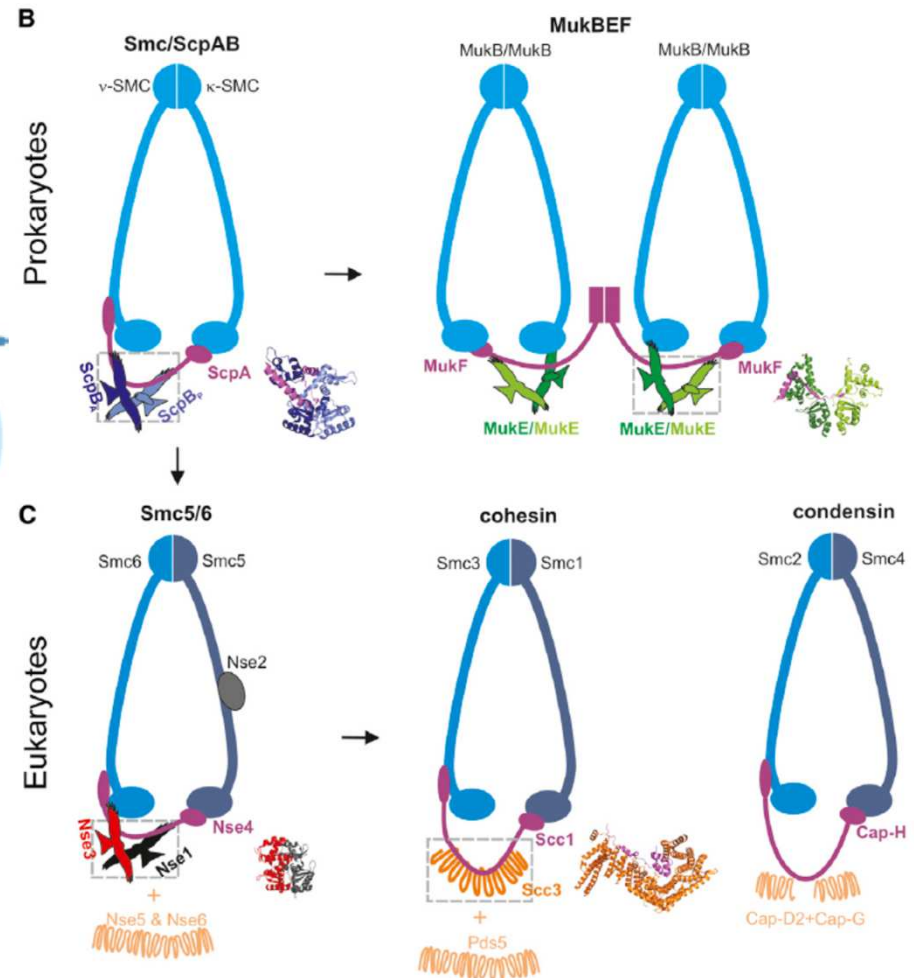 B
Smc/ScpAB
MukBEF
ν-SMC κ-SMC
MukB/MukB
MukB/MukB
Prokaryotes
ScpA
ScpBA
ScpBP
MukF
MukF
MukE/MukE
MukE/MukE
C
Smc5/6
cohesin
condensin
Smc6 Smc5
Smc3 Smc1
Smc2 Smc4
Eukaryotes
Nse2
Nse4
Nse3
Nse1
+
Nse5 & Nse6
Scc1
Scc3
+
Pds5
Cap-H
Cap-D2+Cap-G